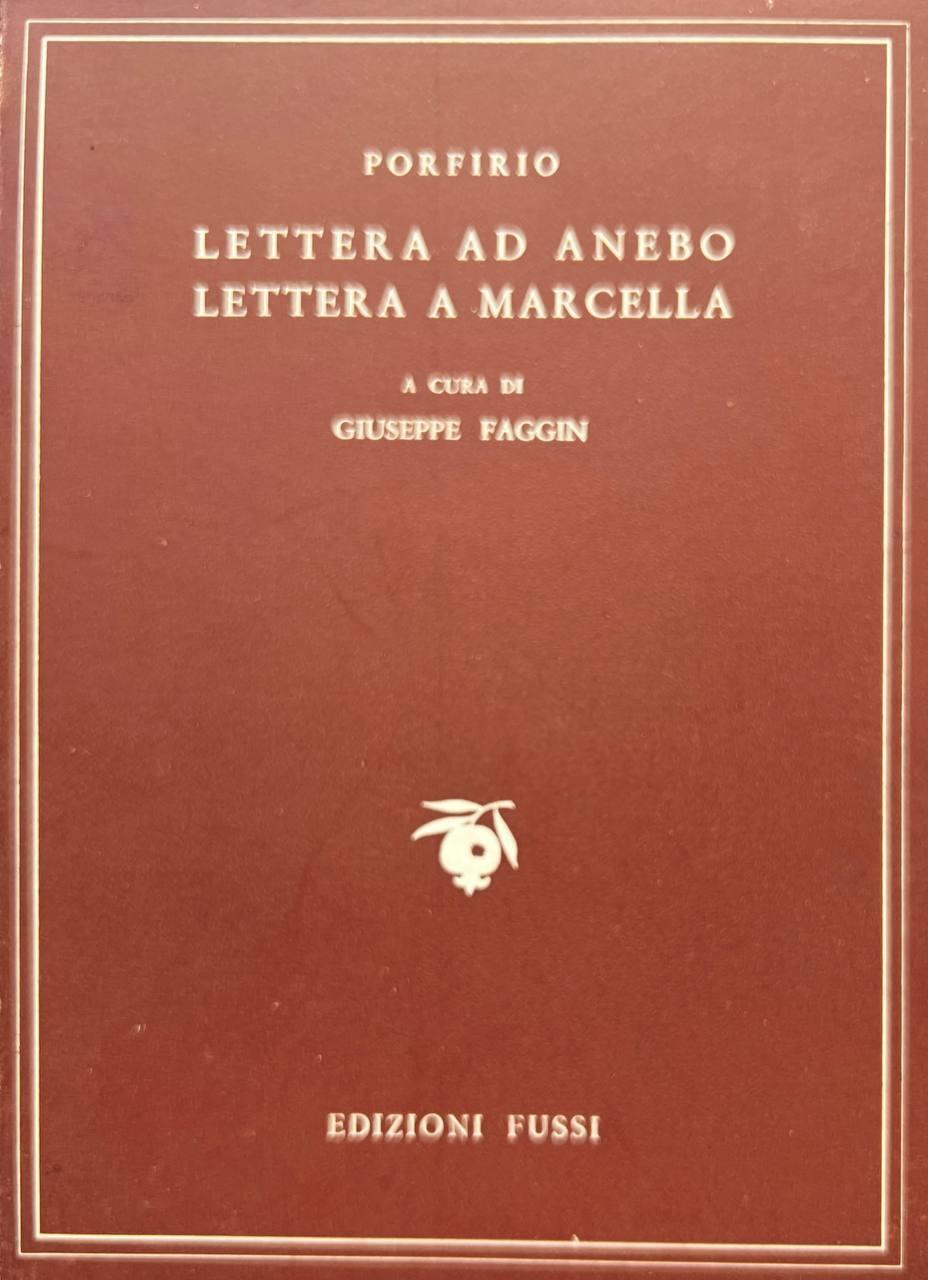 PORFIRIO
LETTERA AD ANEBO
LETTERA A MARCELLA
A CURA DI
GIUSEPPE FAGGIN
EDIZIONI FUSSI